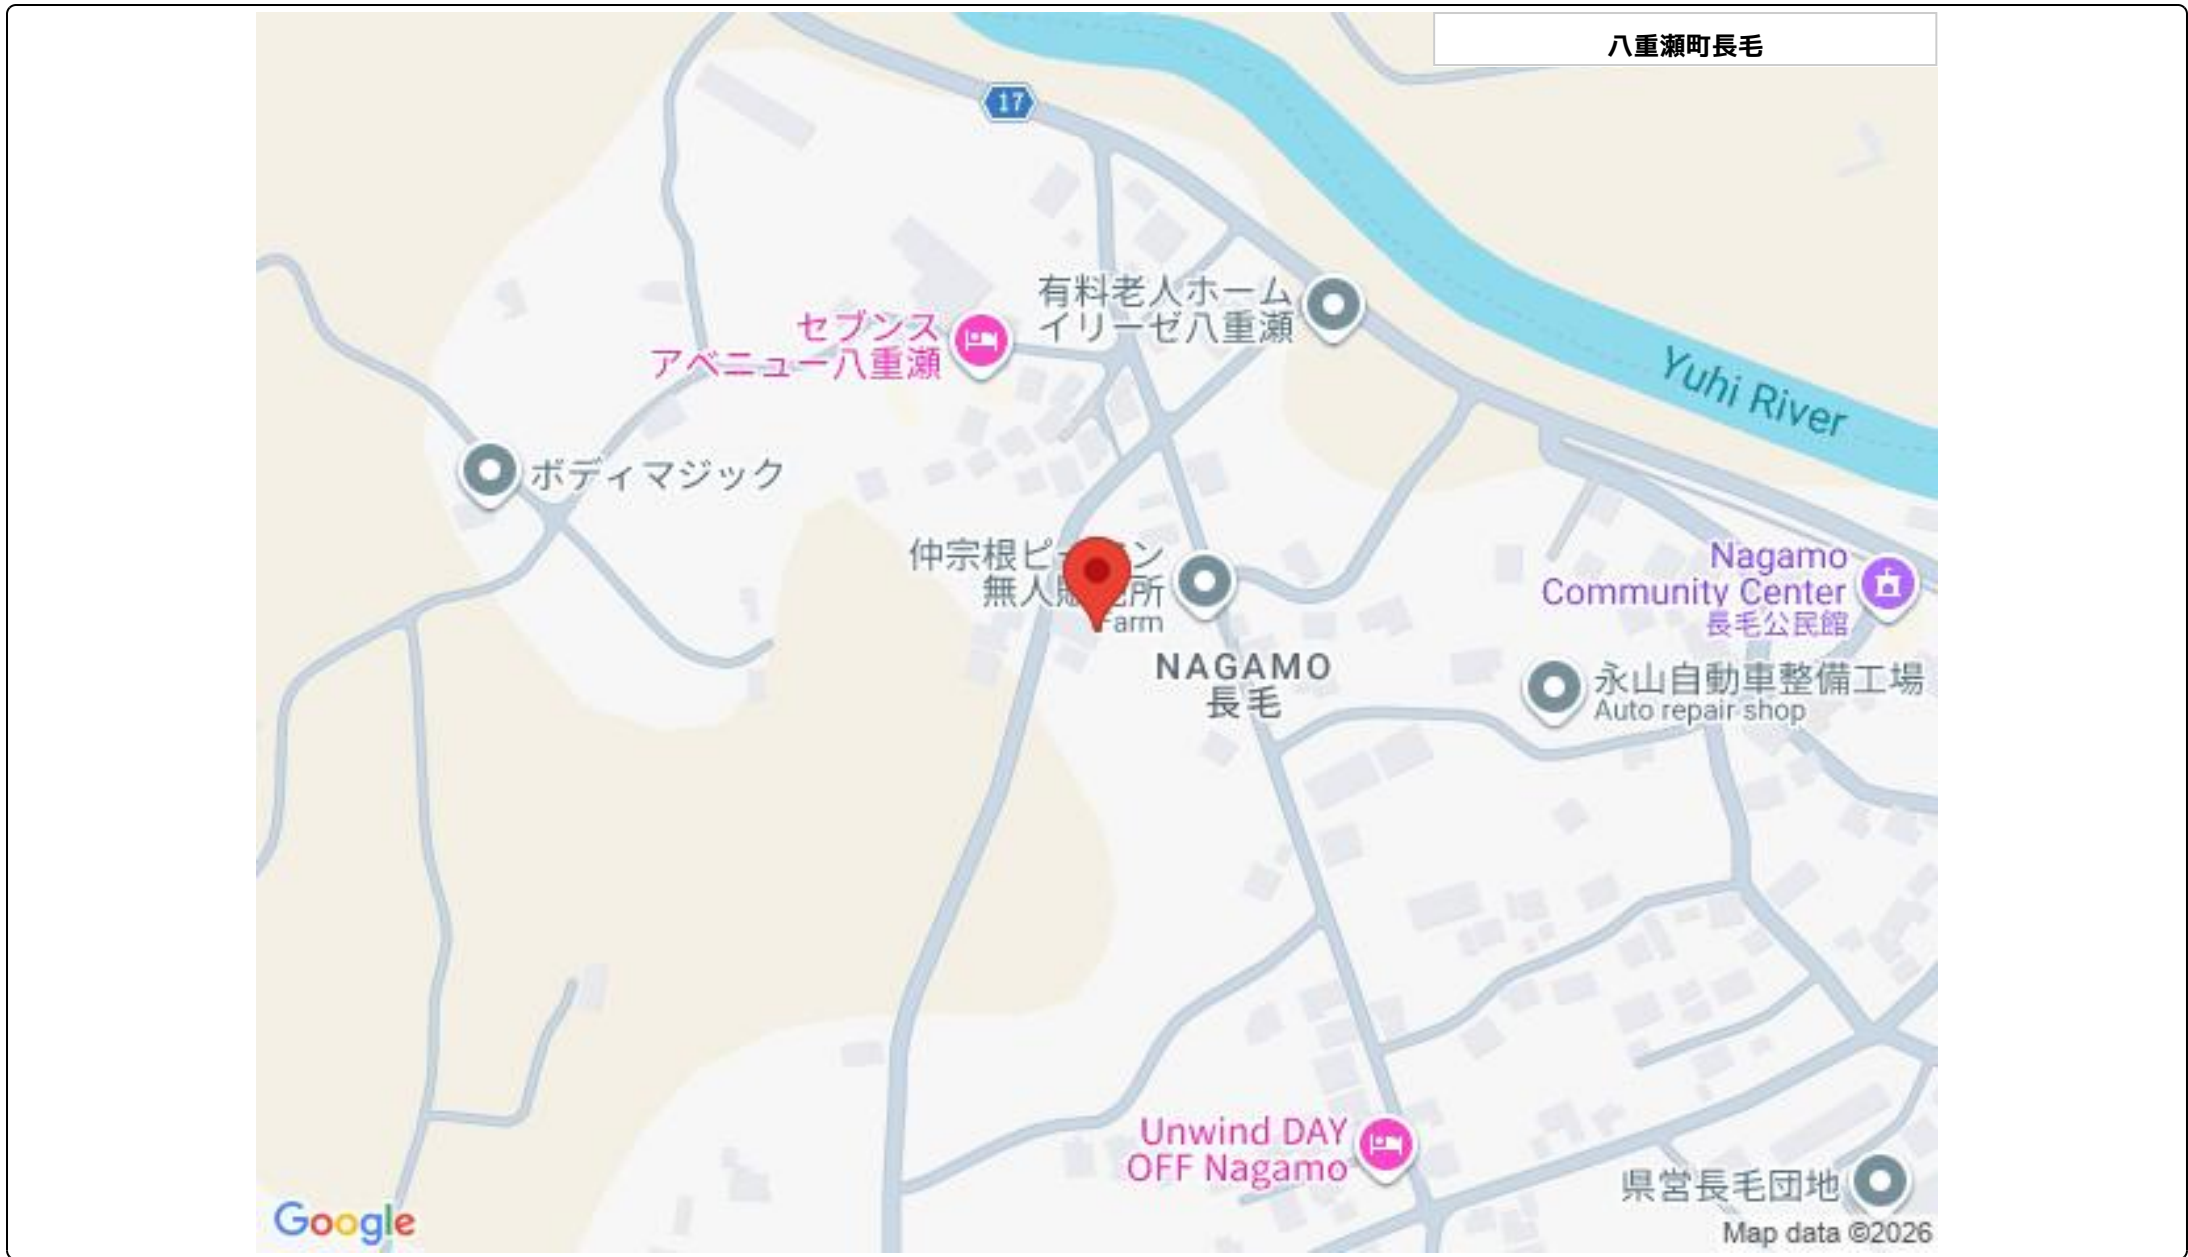 八重瀬町長毛
17
有料老人ホーム
イリーゼ八重瀬
セブンス
アベニュー八重瀬
Yuhi River
ボディマジック
仲宗根ピ ン
無人 所
Farm
Nagamo
Community Center
長毛公民館
NAGAMO
長毛
永山自動車整備工場
Auto repair shop
Unwind DAY
OFF Nagamo
県営長毛団地
Google
Map data ©2026